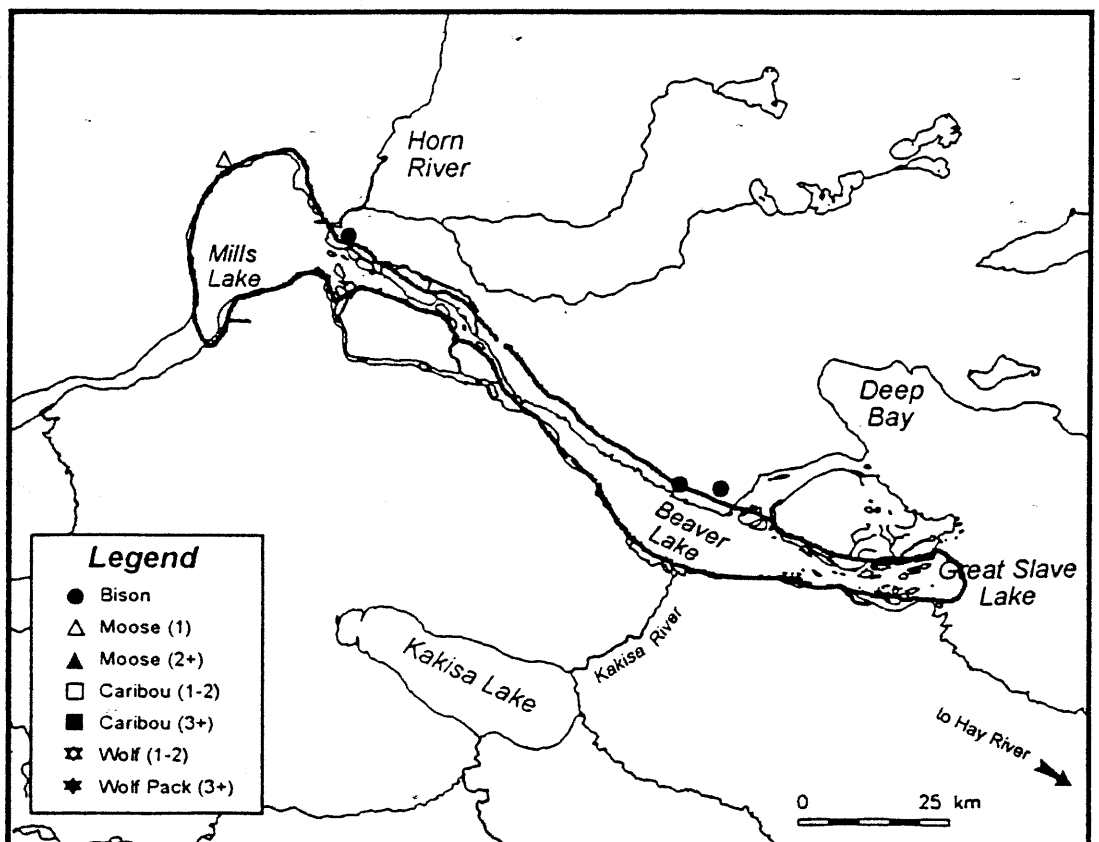 Horn
River
Mills
Lake
Deep
Bay
Beaver
Lake
Great Slave
Lake
Kakisa River
Kakisa Lake
to Hay River
Legend
Bison
Moose (1)
Moose (2+)
Caribou (1-2)
Caribou (3+)
Wolf (1-2)
Wolf Pack (3+)
0 25 km